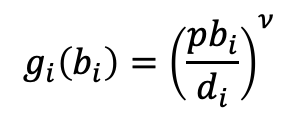 g_i(b_i) = (pb_i/d_i)^ν